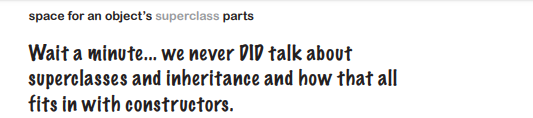 space for an object's superclass parts
Wait a minute... we never DID talk about
superclasses and inheritance and how that all
fits in with constructors.